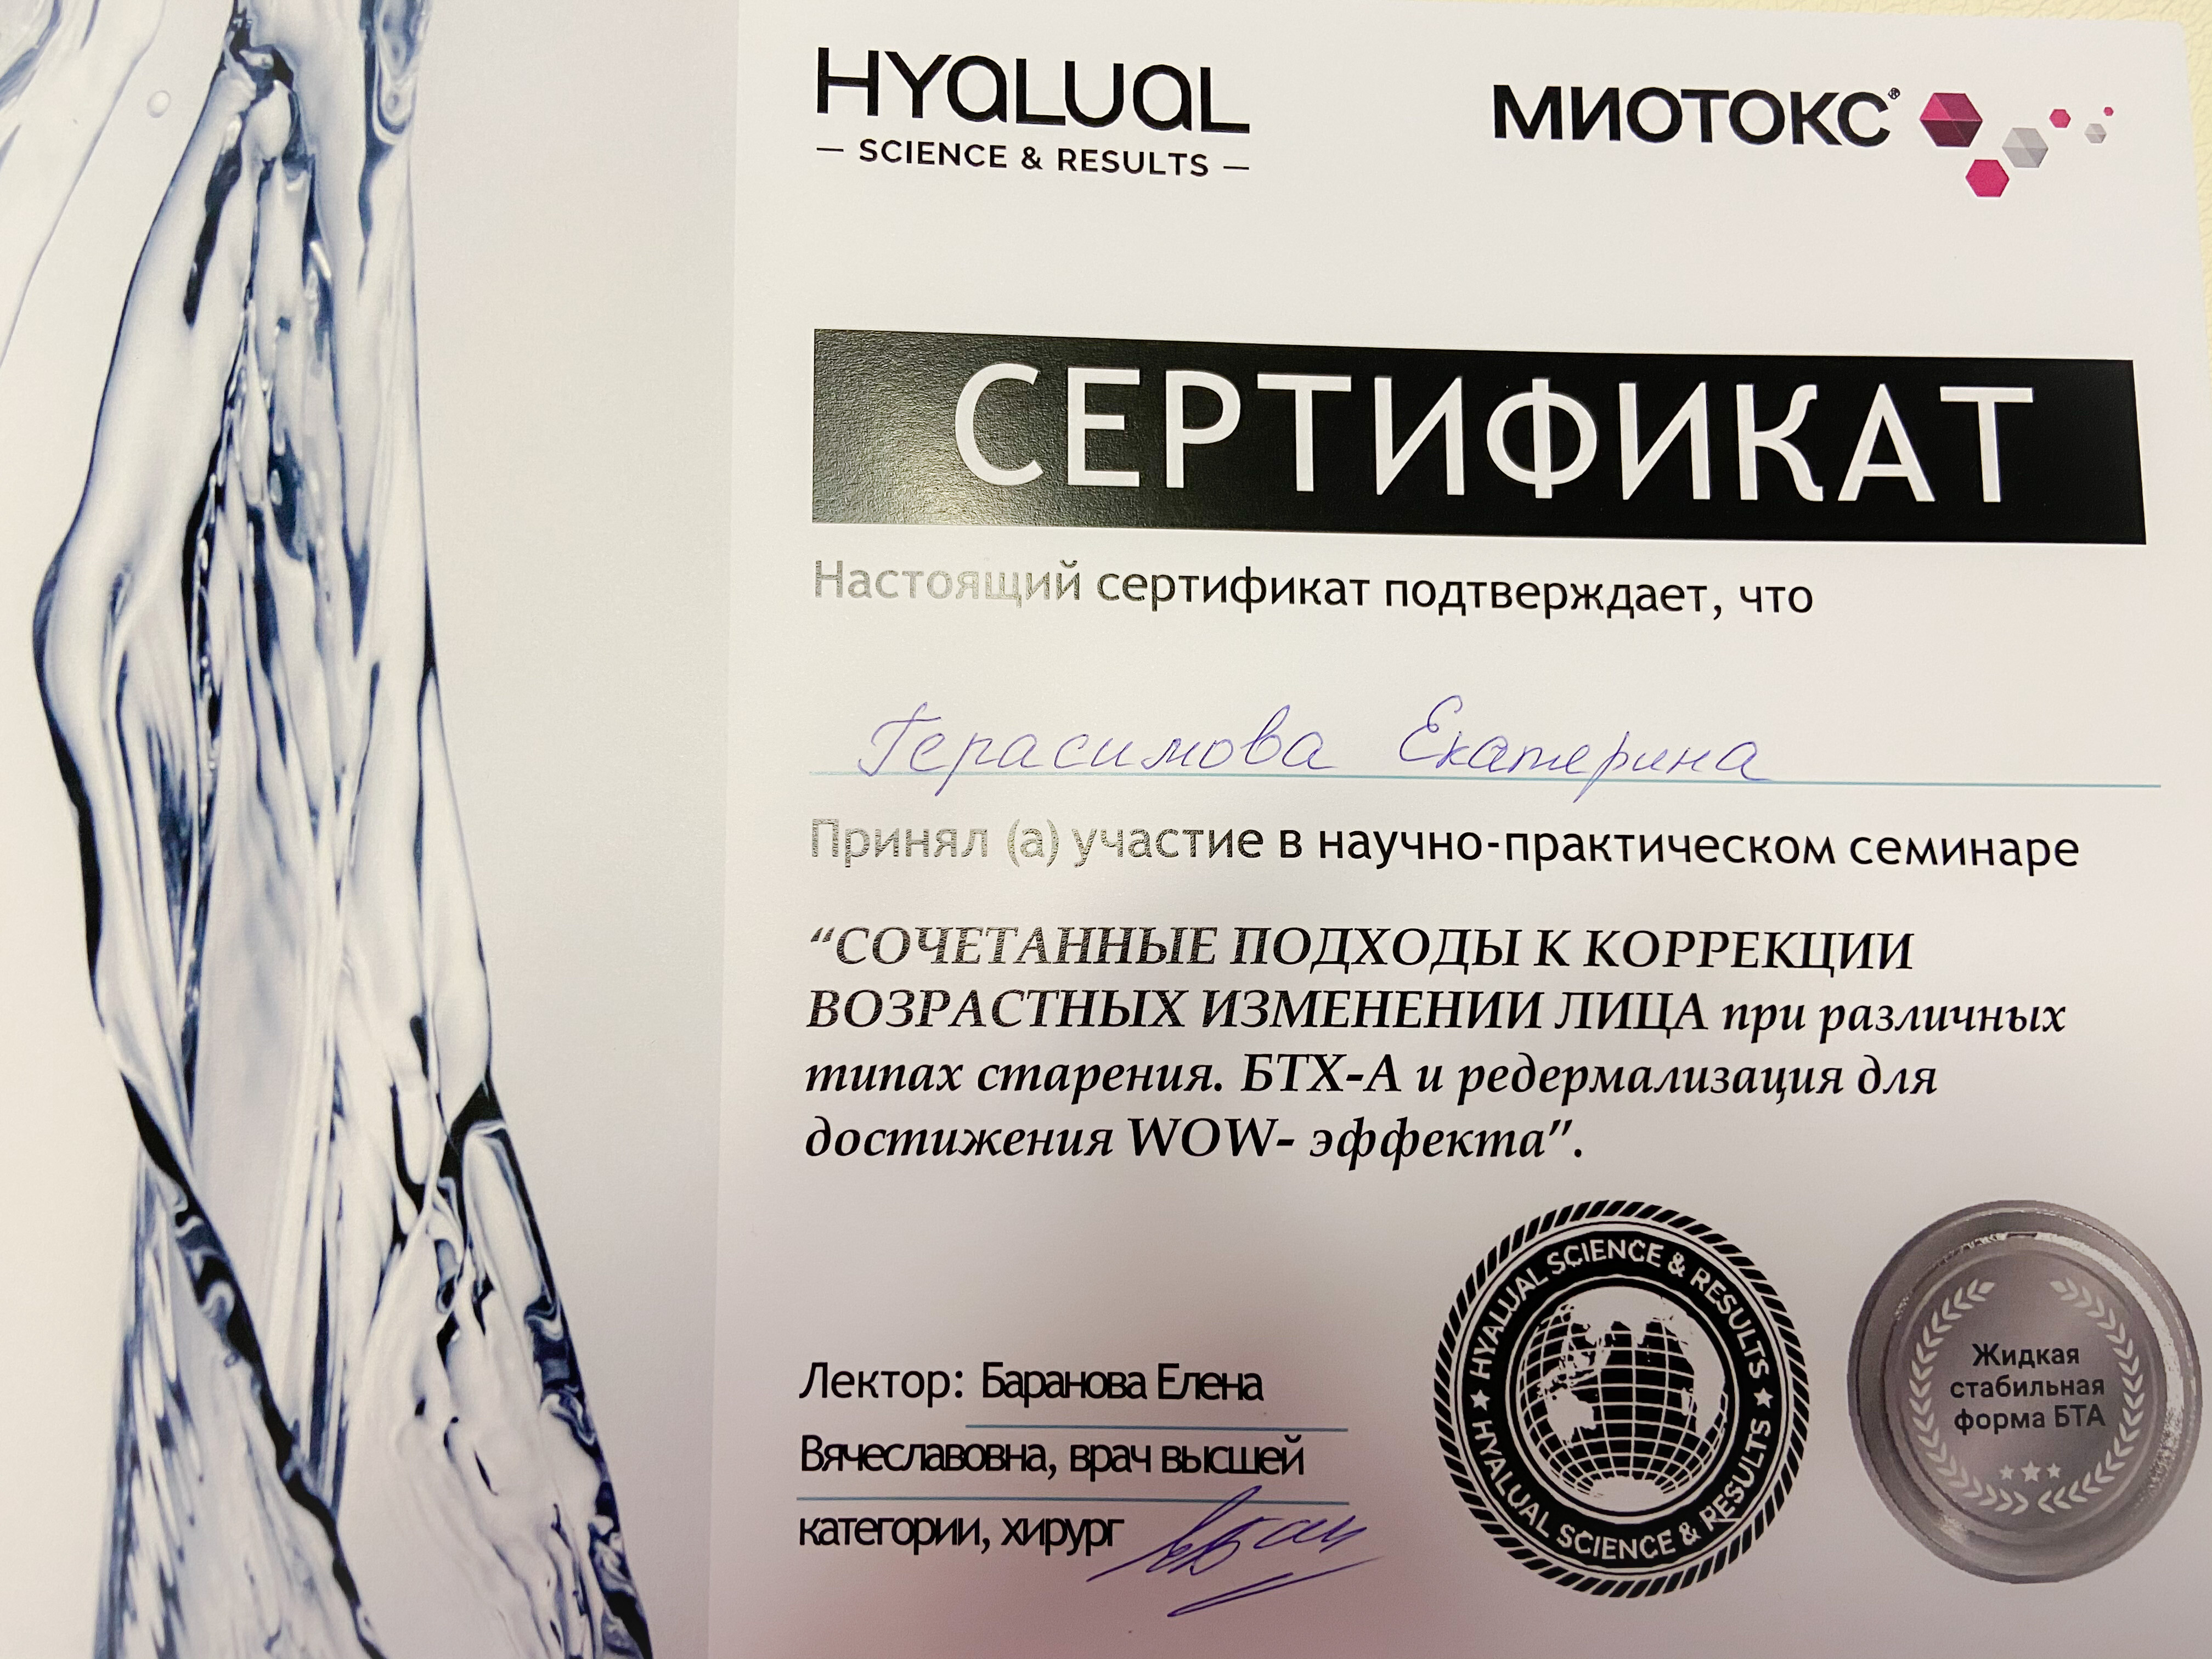 HYALUAL
— SCIENCE & RESULTS —
МИОТОКС®
СЕРТИФИКАТ
Настоящий сертификат подтверждает, что
Герасимова Екатерина
Принял (а) участие в научно-практическом семинаре
“СОЧЕТАННЫЕ ПОДХОДЫ К КОРРЕКЦИИ
ВОЗРАСТНЫХ ИЗМЕНЕНИИ ЛИЦА при различных
типах старения. БТХ-А и редермализация для
достижения WOW- эффекта”.
Лектор: Баранова Елена
Вячеславовна, врач высшей
категории, хирург
HYALUAL SCIENCE & RESULTS
HYALUAL SCIENCE & RESULTS
Жидкая
стабильная
форма БТА